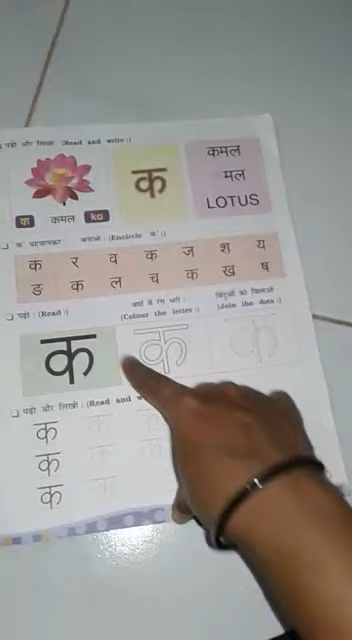 पढ़ो और लिखो (Read and write :)
क
कमल
मल
LOTUS
क कमल ka
'क' पहचानकर बनाओ : (Encircle 'क' :)
क र व क ज श य
ङ क ल च क ख ष
पढ़ो : (Read :)
में रंग भरो :
(Colour the letter :)
बिंदुओं को मिलाओ :
(Join the dots :)
क क क
पढ़ो और लिखो : (Read and
क क क
क क क
क क